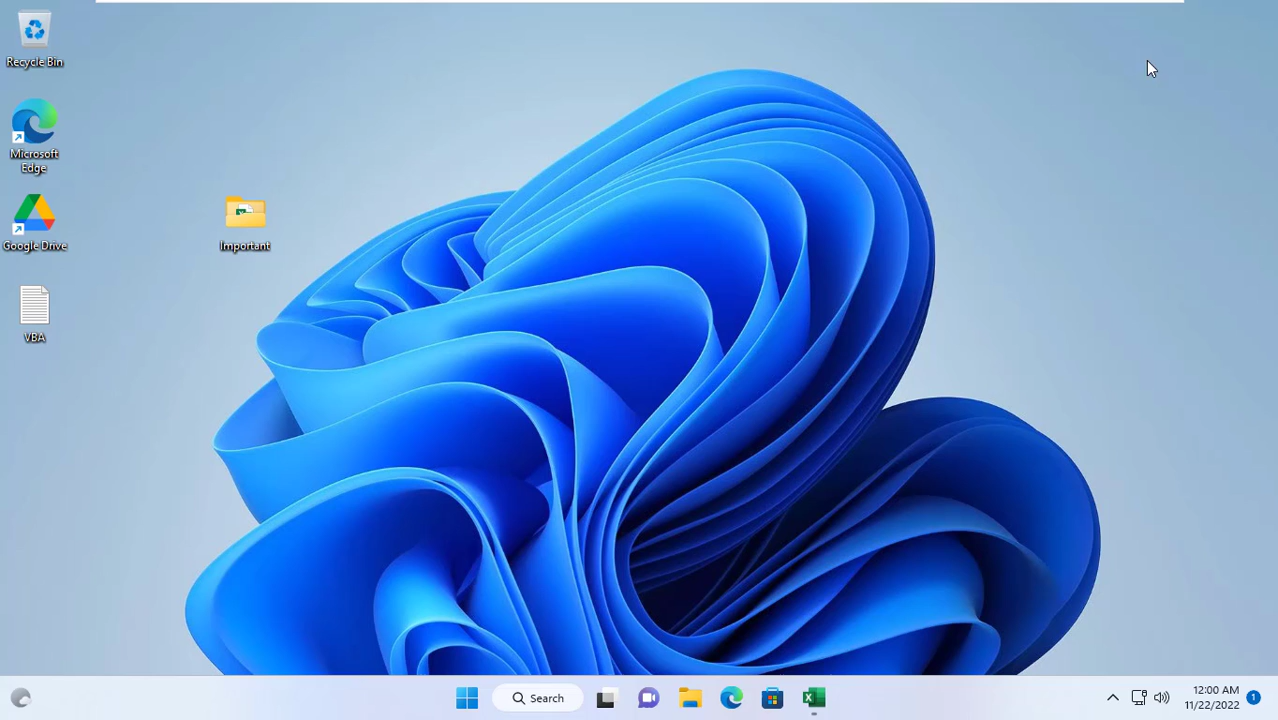 Recycle Bin
Microsoft
Edge
Google Drive
VBA
Important
Search
12:00 AM
11/22/2022
1